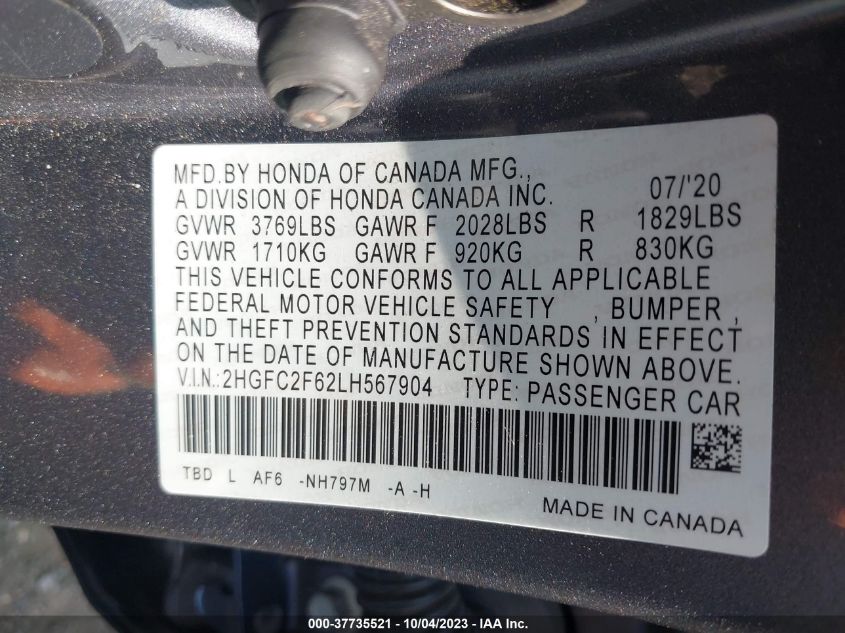 MFD.BY HONDA OF CANADA MFG.,
A DIVISION OF HONDA CANADA INC. 07/'20
GVWR 3769LBS GAWR F 2028LBS R 1829LBS
GVWR 1710KG GAWR F 920KG R 830KG
THIS VEHICLE CONFORMS TO ALL APPLICABLE
FEDERAL MOTOR VEHICLE SAFETY , BUMPER ,
AND THEFT PREVENTION STANDARDS IN EFFECT
ON THE DATE OF MANUFACTURE SHOWN ABOVE.
V.I.N.:2HGFC2F62LH567904 TYPE: PASSENGER CAR
TBD L AF6 -NH797M -A -H
MADE IN CANADA
000-37735521 - 10/04/2023 - IAA Inc.